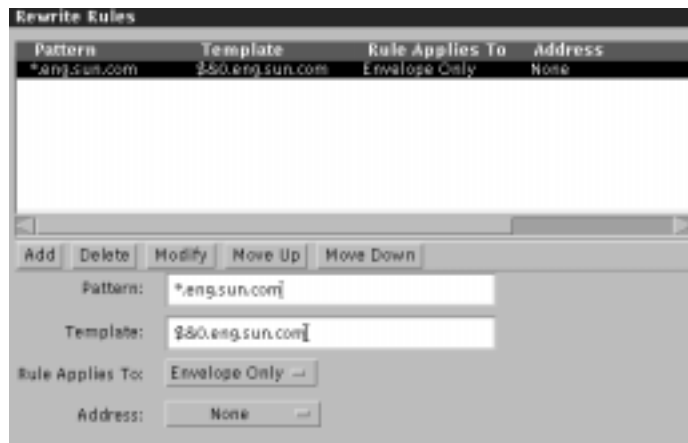 Rewrite Rules
Pattern Template Rule Applies To Address
*.eng.sun.com $&0.eng.sun.com Envelope Only None
Add Delete Modify Move Up Move Down
Pattern: *.eng.sun.com
Template: $&0.eng.sun.com
Rule Applies To: Envelope Only
Address: None